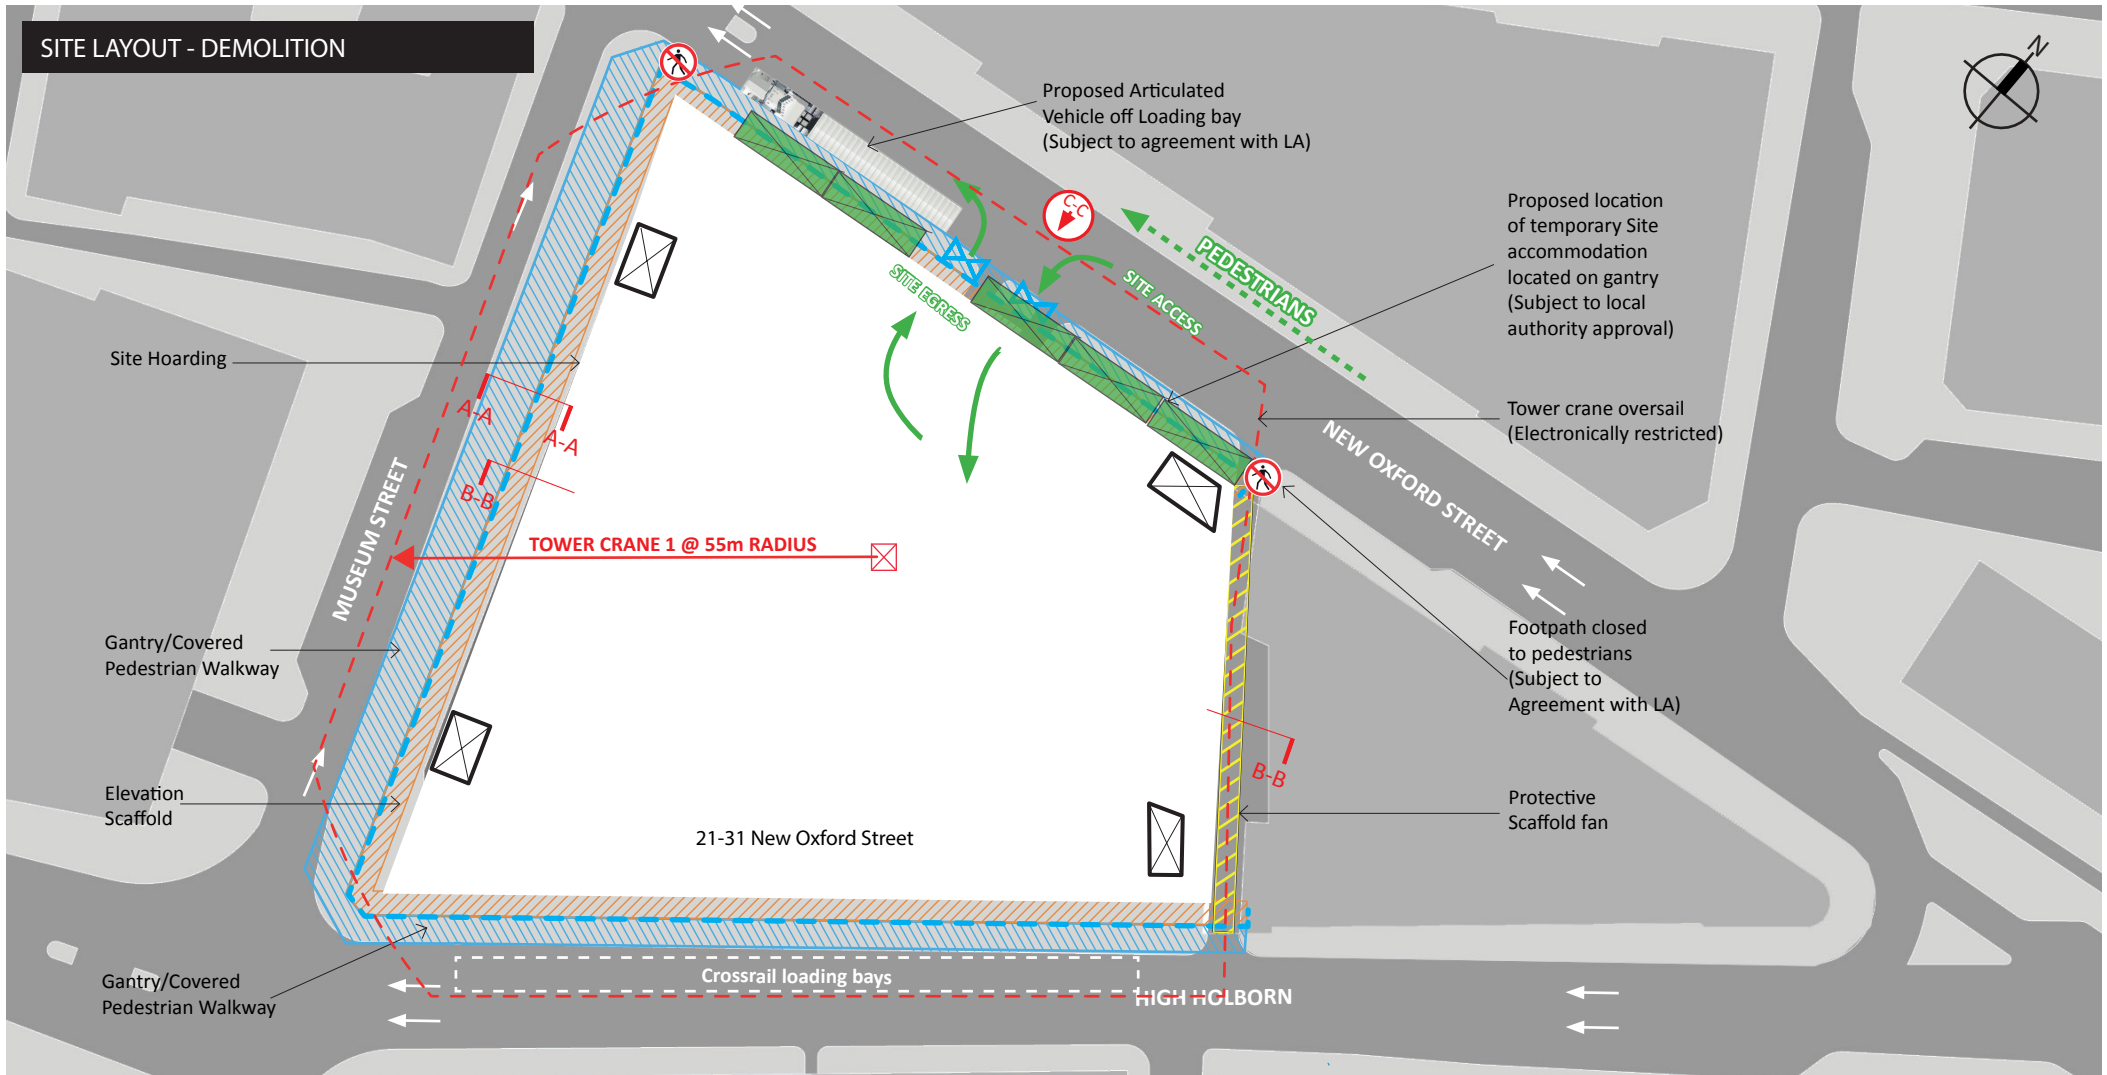 SITE LAYOUT - DEMOLITION
N
Proposed Articulated
Vehicle off Loading bay
(Subject to agreement with LA)
Proposed location
of temporary Site
accommodation
located on gantry
(Subject to local
authority approval)
C-C
PEDESTRIANS
SITE ACCESS
SITE EGRESS
Site Hoarding
A-A
A-A
B-B
Tower crane oversail
(Electronically restricted)
NEW OXFORD STREET
MUSEUM STREET
TOWER CRANE 1 @ 55m RADIUS
Gantry/Covered
Pedestrian Walkway
Footpath closed
to pedestrians
(Subject to
Agreement with LA)
B-B
Elevation
Scaffold
Protective
Scaffold fan
21-31 New Oxford Street
Gantry/Covered
Pedestrian Walkway
Crossrail loading bays
HIGH HOLBORN